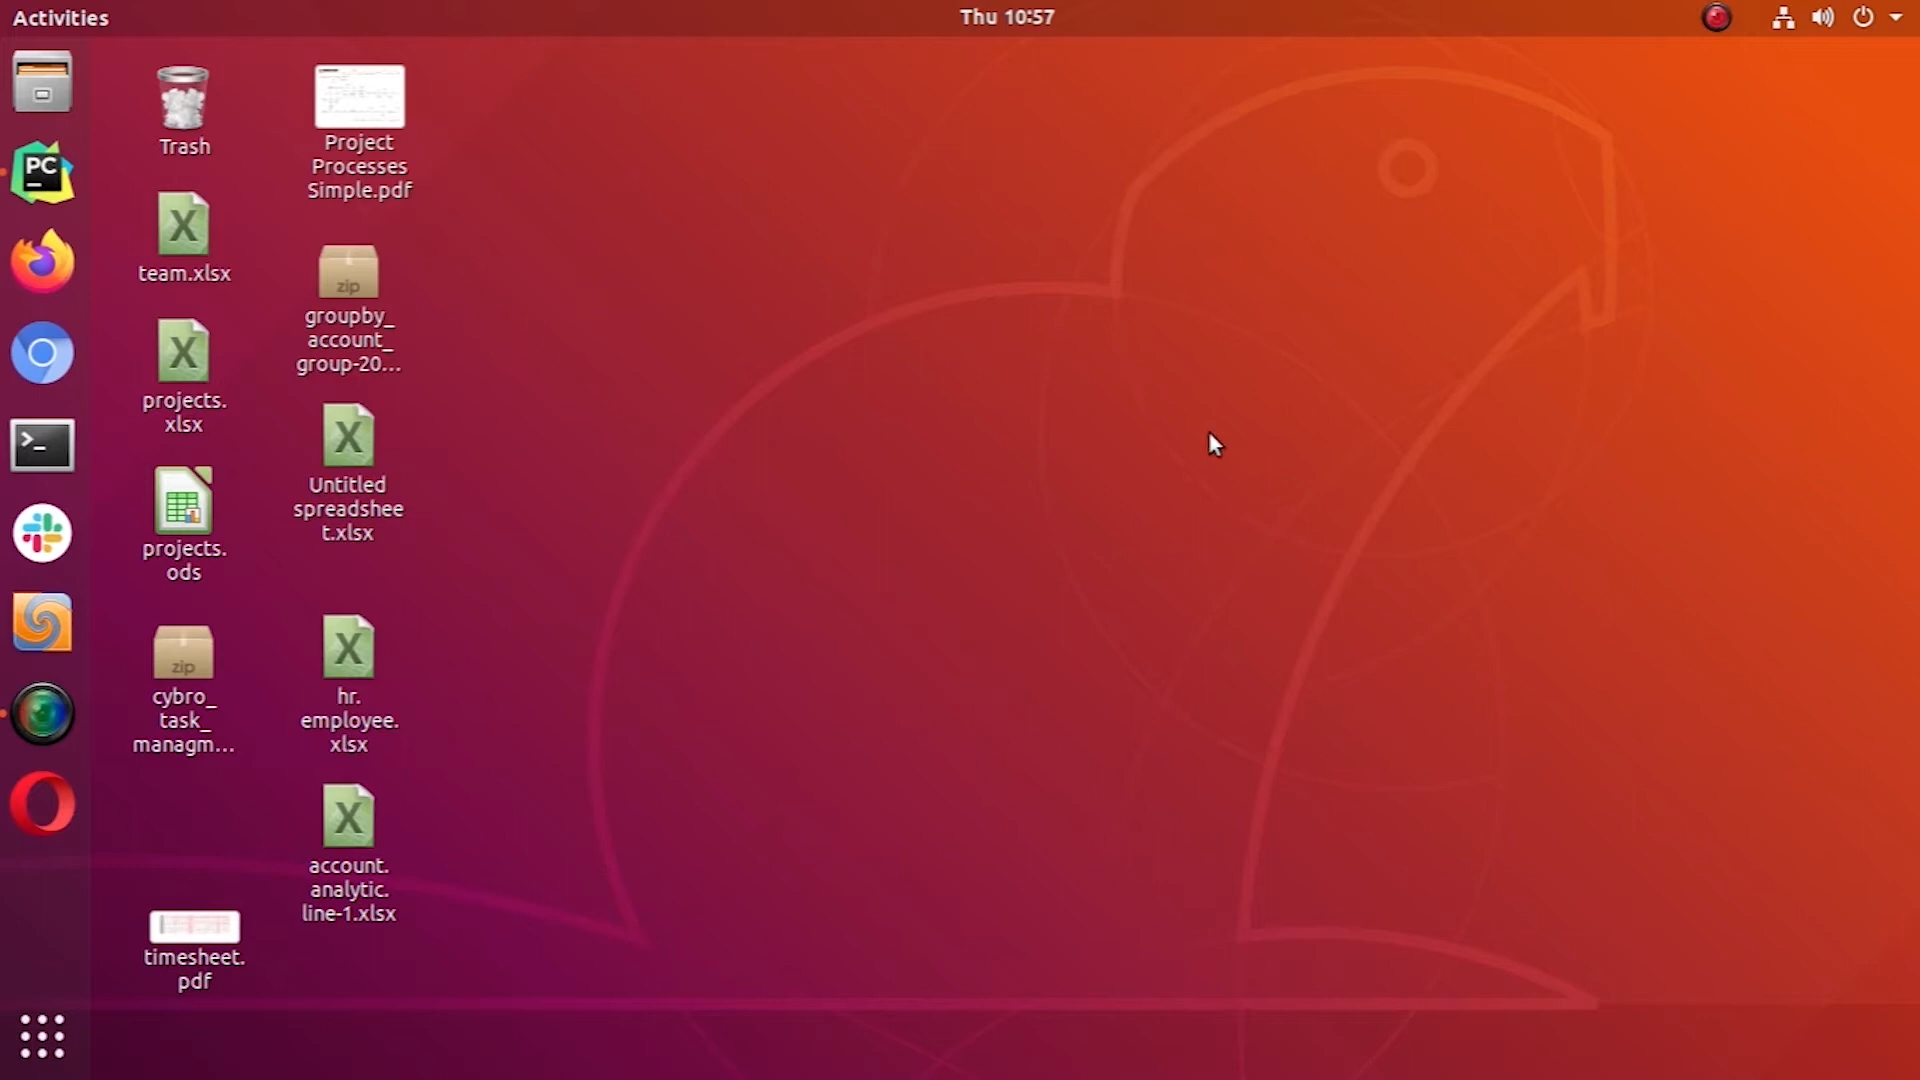 Activities
Thu 10:57
Trash
team.xlsx
projects.
xlsx
projects.
ods
zip
cybro_
task_
managm...
timesheet.
pdf
Project
Processes
Simple.pdf
zip
groupby_
account_
group-20...
X
Untitled
spreadshee
t.xlsx
hr.
employee.
xlsx
account.
analytic.
line-1.xlsx
PC
>_